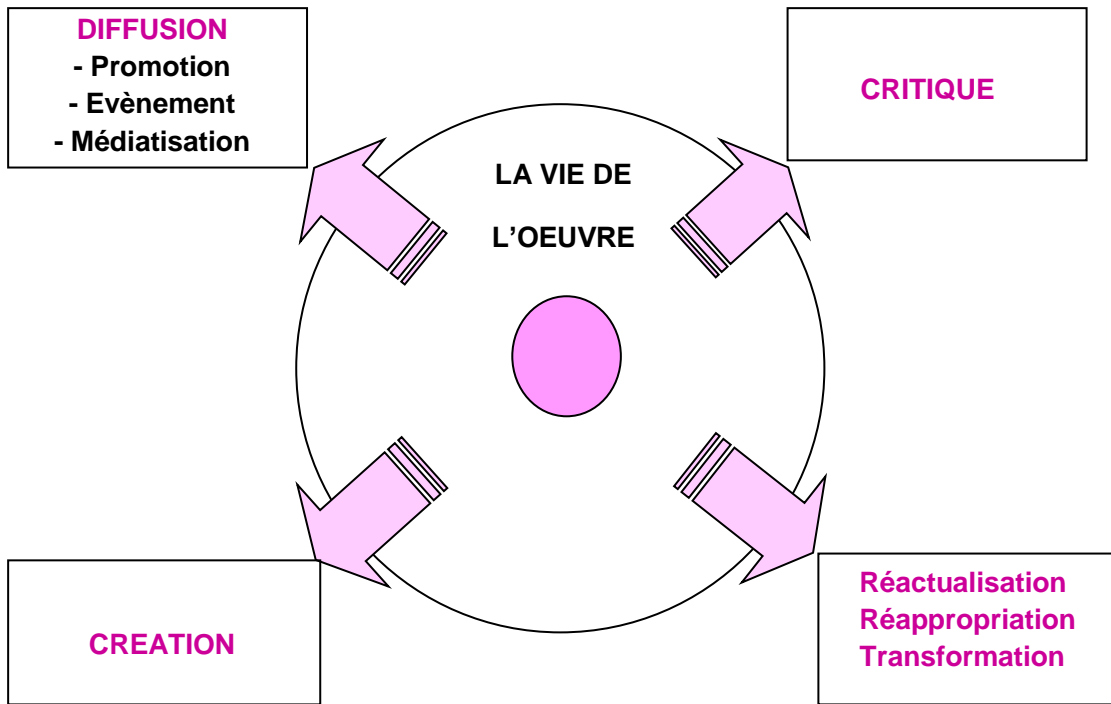 DIFFUSION
- Promotion
- Evènement
- Médiatisation
CRITIQUE
LA VIE DE
L'OEUVRE
CREATION
Réactualisation
Réappropriation
Transformation